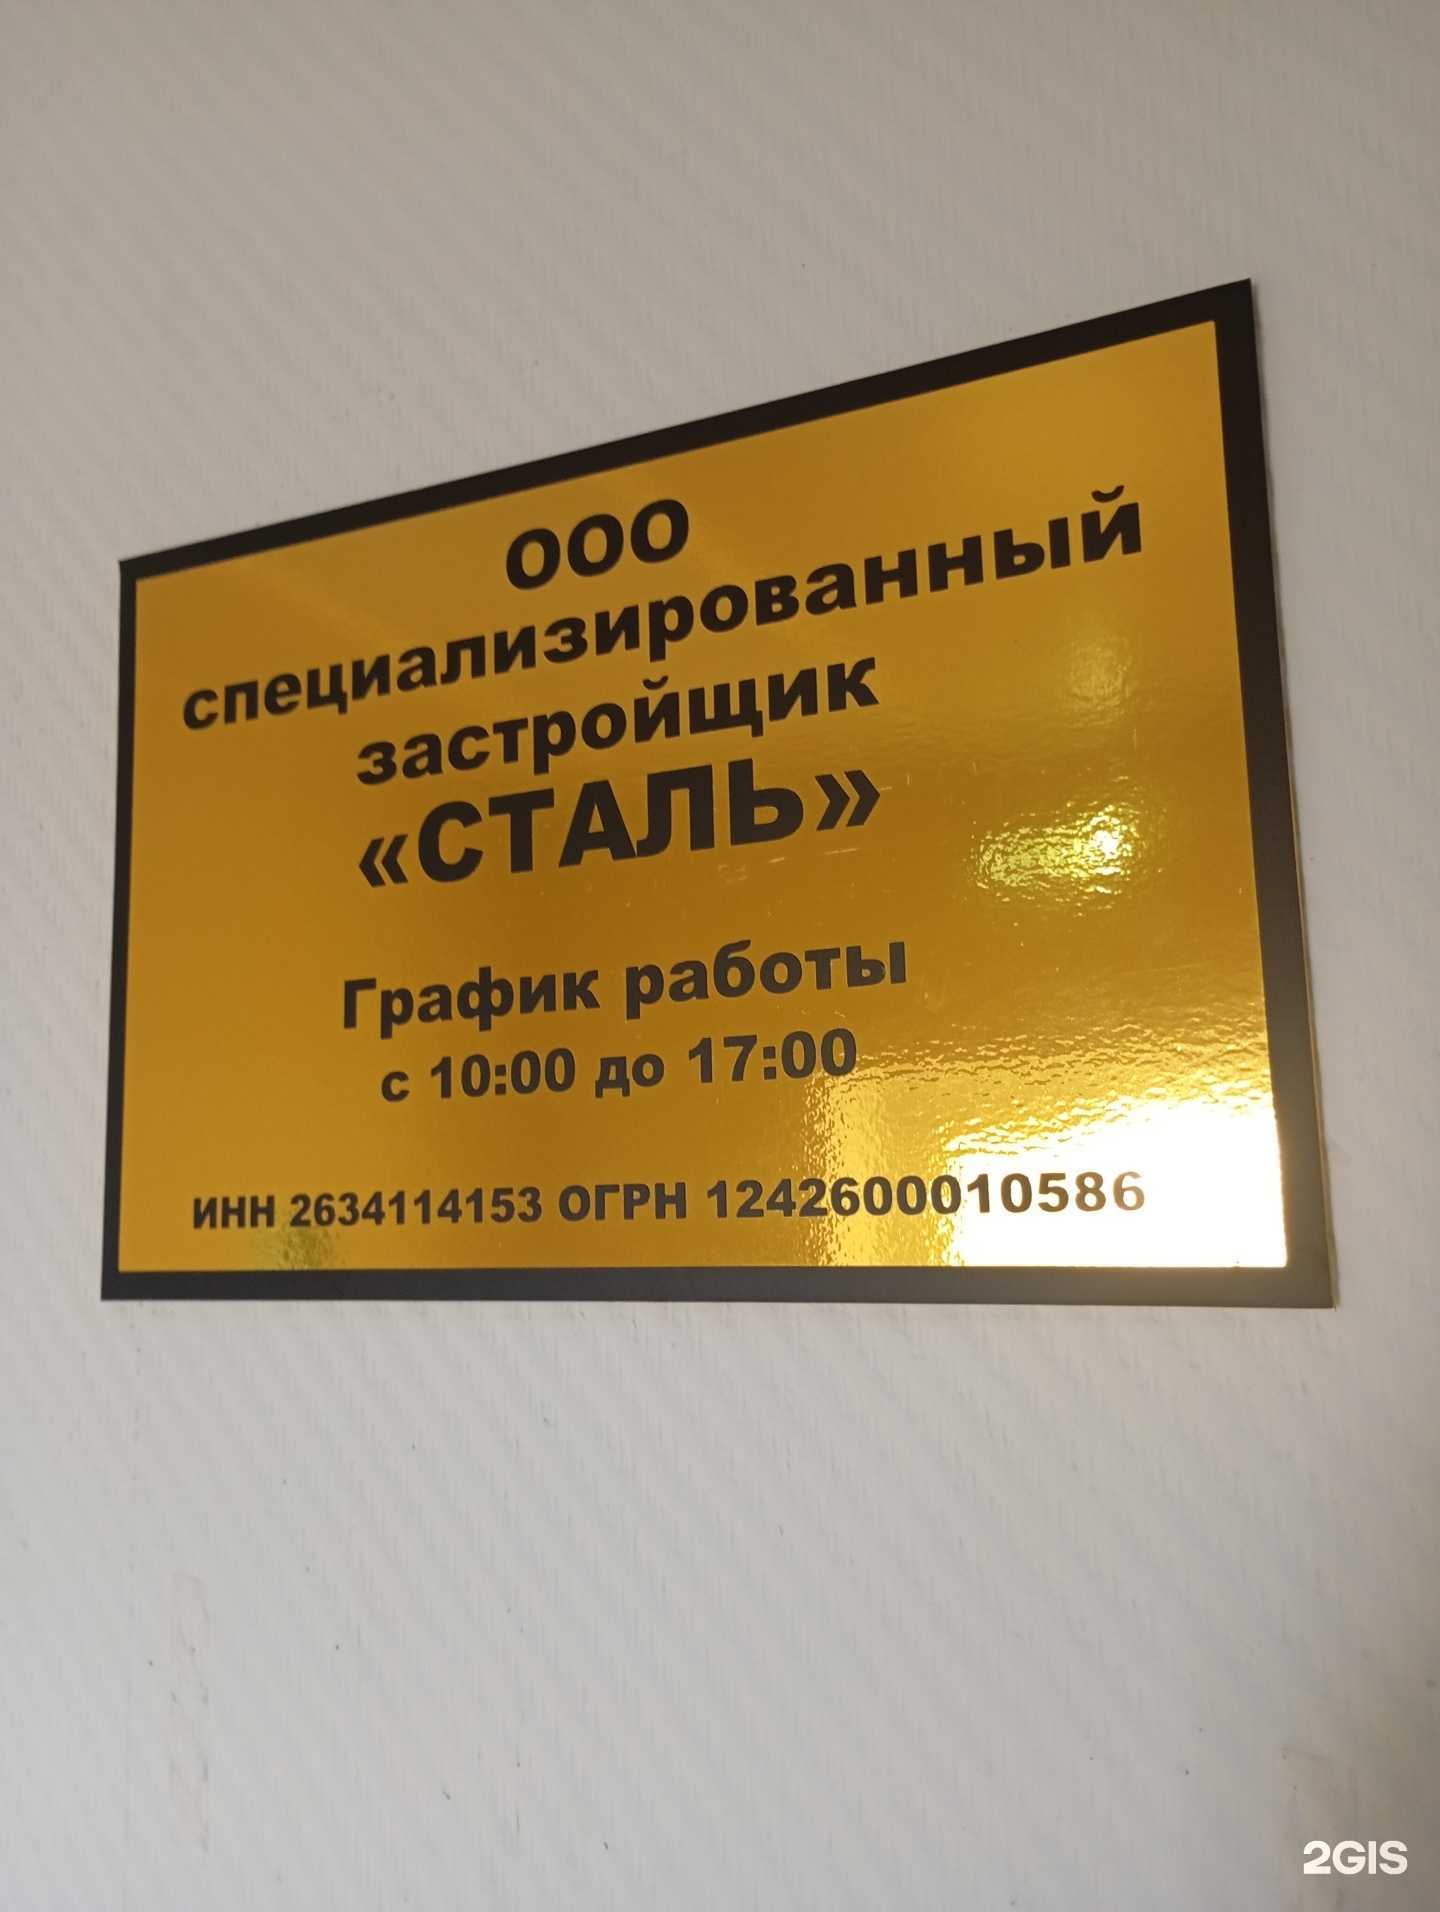 ООО
специализированный
застройщик
«СТАЛЬ»
График работы
с 10:00 до 17:00
ИНН 2634114153 ОГРН 1242600010586
2GIS